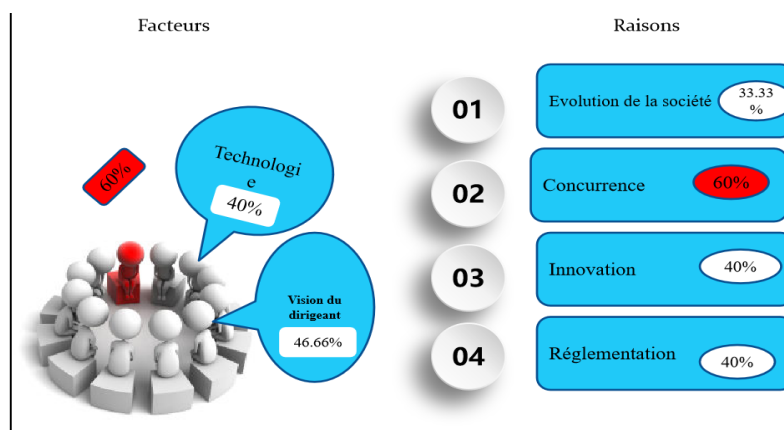 Facteurs
60%
Technologi
e
40%
Vision du
dirigeant
46.66%
Raisons
01
Evolution de la société
33.33
%
02
Concurrence
60%
03
Innovation
40%
04
Réglementation
40%